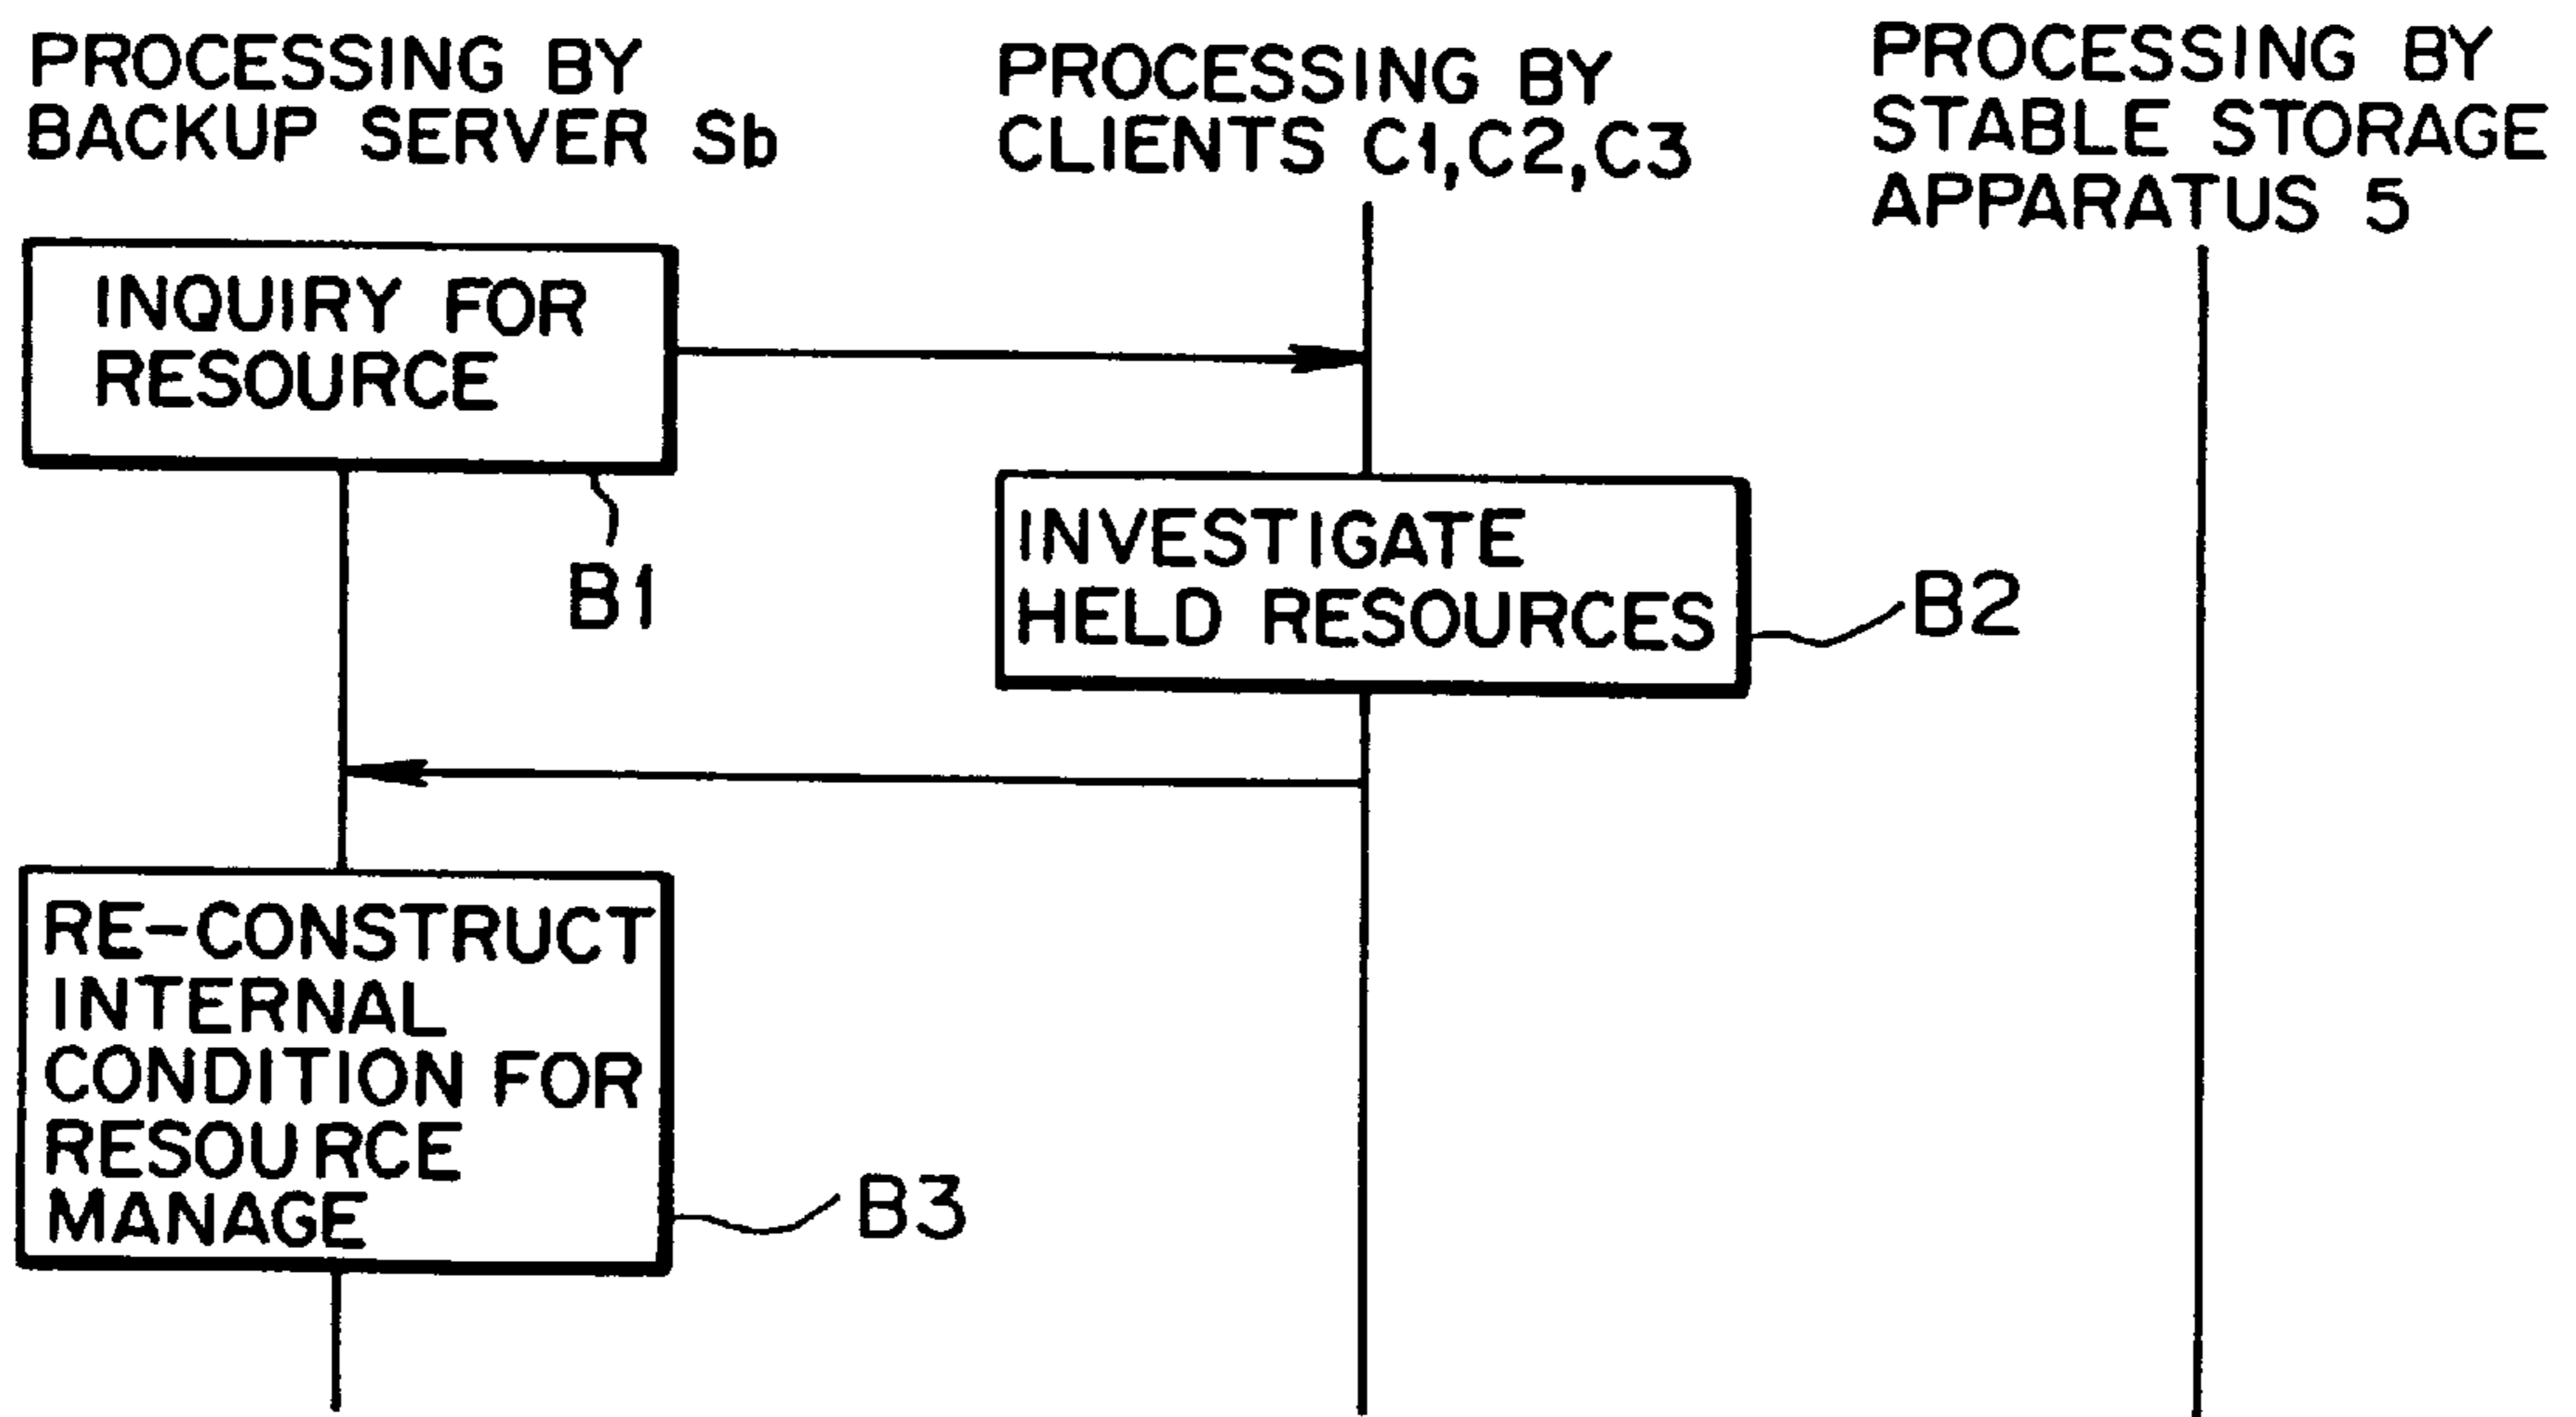 PROCESSING BY
BACKUP SERVER Sb
PROCESSING BY
CLIENTS C1,C2,C3
PROCESSING BY
STABLE STORAGE
APPARATUS 5
INQUIRY FOR
RESOURCE
B1
INVESTIGATE
HELD RESOURCES
B2
RE-CONSTRUCT
INTERNAL
CONDITION FOR
RESOURCE
MANAGE
B3